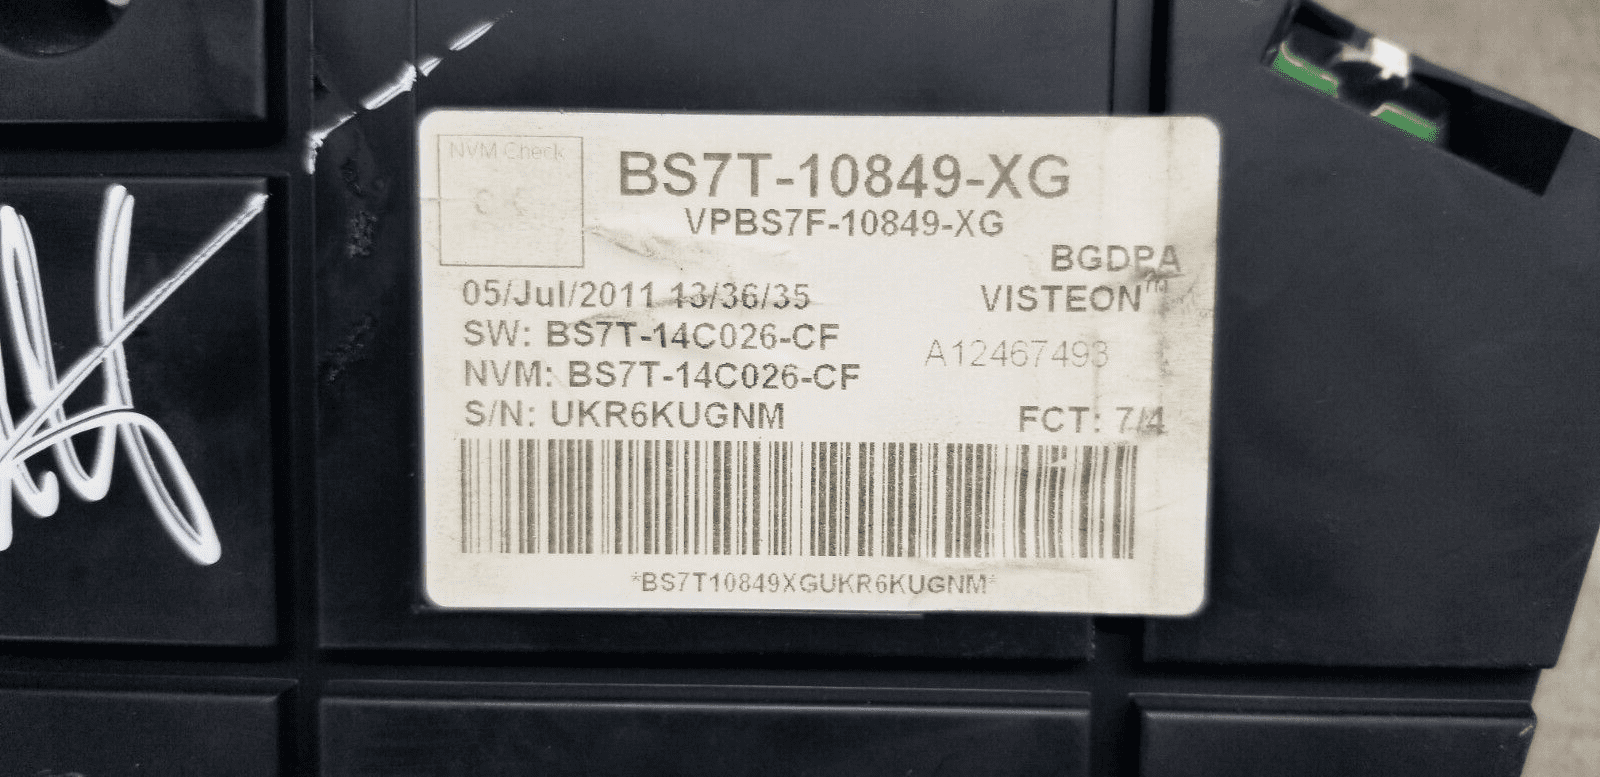 NVM Check
BS7T-10849-XG
VPBS7F-10849-XG
BGDPA
05/Jul/2011 13/36/35
VISTEON™
SW: BS7T-14C026-CF
A12467493
NVM: BS7T-14C026-CF
S/N: UKR6KUGNM
FCT: 7/4
*BS7T10849XGUKR6KUGNM*